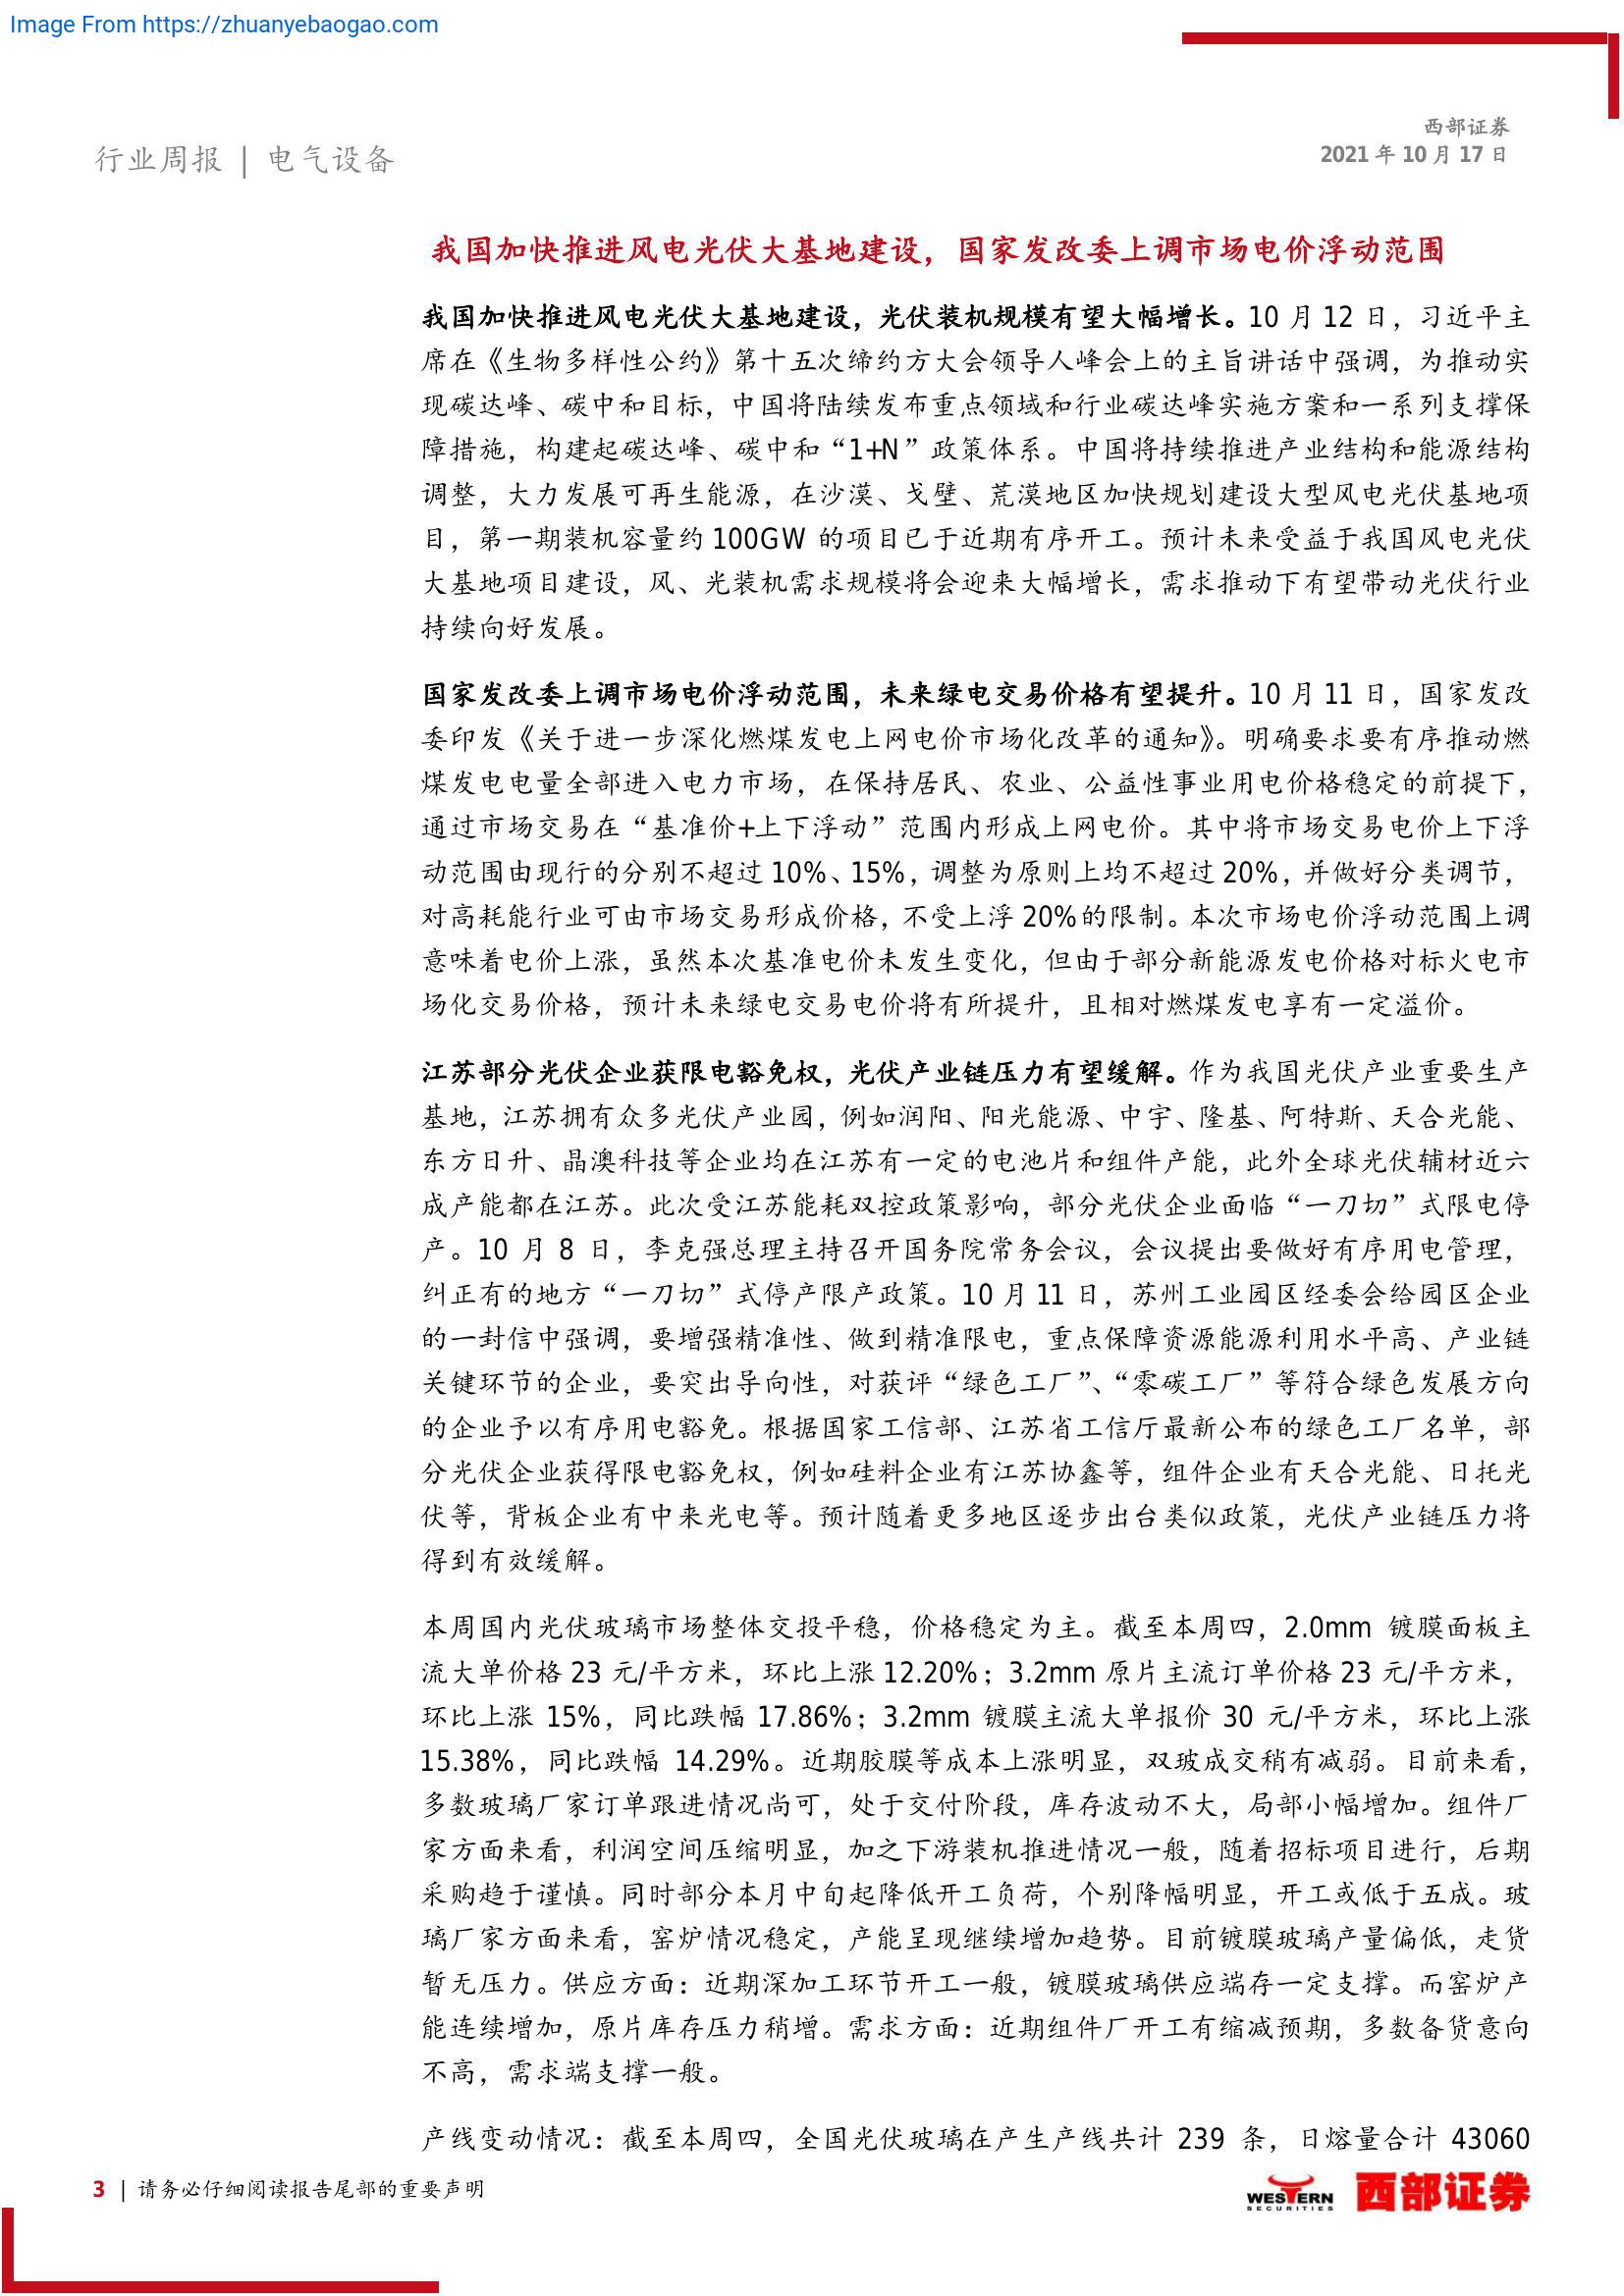 Image From https://zhuanyebaogao.com
西部证券
2021 年 10 月 17 日
行业周报 | 电气设备
我国加快推进风电光伏大基地建设，国家发改委上调市场电价浮动范围
我国加快推进风电光伏大基地建设，光伏装机规模有望大幅增长。10 月 12 日，习近平主
席在《生物多样性公约》第十五次缔约方大会领导人峰会上的主旨讲话中强调，为推动实
现碳达峰、碳中和目标，中国将陆续发布重点领域和行业碳达峰实施方案和一系列支撑保
障措施，构建起碳达峰、碳中和“1+N”政策体系。中国将持续推进产业结构和能源结构
调整，大力发展可再生能源，在沙漠、戈壁、荒漠地区加快规划建设大型风电光伏基地项
目，第一期装机容量约 100GW 的项目已于近期有序开工。预计未来受益于我国风电光伏
大基地项目建设，风、光装机需求规模将会迎来大幅增长，需求推动下有望带动光伏行业
持续向好发展。
国家发改委上调市场电价浮动范围，未来绿电交易价格有望提升。10 月 11 日，国家发改
委印发《关于进一步深化燃煤发电上网电价市场化改革的通知》。明确要求要有序推动燃
煤发电电量全部进入电力市场，在保持居民、农业、公益性事业用电价格稳定的前提下，
通过市场交易在“基准价+上下浮动”范围内形成上网电价。其中将市场交易电价上下浮
动范围由现行的分别不超过 10%、15%，调整为原则上均不超过 20%，并做好分类调节，
对高耗能行业可由市场交易形成价格，不受上浮 20%的限制。本次市场电价浮动范围上调
意味着电价上涨，虽然本次基准电价未发生变化，但由于部分新能源发电价格对标火电市
场化交易价格，预计未来绿电交易电价将有所提升，且相对燃煤发电享有一定溢价。
江苏部分光伏企业获限电豁免权，光伏产业链压力有望缓解。作为我国光伏产业重要生产
基地，江苏拥有众多光伏产业园，例如润阳、阳光能源、中宇、隆基、阿特斯、天合光能、
东方日升、晶澳科技等企业均在江苏有一定的电池片和组件产能，此外全球光伏辅材近六
成产能都在江苏。此次受江苏能耗双控政策影响，部分光伏企业面临“一刀切”式限电停
产。10 月 8 日，李克强总理主持召开国务院常务会议，会议提出要做好有序用电管理，
纠正有的地方“一刀切”式停产限产政策。10 月 11 日，苏州工业园区经委会给园区企业
的一封信中强调，要增强精准性、做到精准限电，重点保障资源能源利用水平高、产业链
关键环节的企业，要突出导向性，对获评“绿色工厂”、“零碳工厂”等符合绿色发展方向
的企业予以有序用电豁免。根据国家工信部、江苏省工信厅最新公布的绿色工厂名单，部
分光伏企业获得限电豁免权，例如硅料企业有江苏协鑫等，组件企业有天合光能、日托光
伏等，背板企业有中来光电等。预计随着更多地区逐步出台类似政策，光伏产业链压力将
得到有效缓解。
本周国内光伏玻璃市场整体交投平稳，价格稳定为主。截至本周四，2.0mm 镀膜面板主
流大单价格 23 元/平方米，环比上涨 12.20%；3.2mm 原片主流订单价格 23 元/平方米，
环比上涨 15%，同比跌幅 17.86%；3.2mm 镀膜主流大单报价 30 元/平方米，环比上涨
15.38%，同比跌幅 14.29%。近期胶膜等成本上涨明显，双玻成交稍有减弱。目前来看，
多数玻璃厂家订单跟进情况尚可，处于交付阶段，库存波动不大，局部小幅增加。组件厂
家方面来看，利润空间压缩明显，加之下游装机推进情况一般，随着招标项目进行，后期
采购趋于谨慎。同时部分本月中旬起降低开工负荷，个别降幅明显，开工或低于五成。玻
璃厂家方面来看，窑炉情况稳定，产能呈现继续增加趋势。目前镀膜玻璃产量偏低，走货
暂无压力。供应方面：近期深加工环节开工一般，镀膜玻璃供应端存一定支撑。而窑炉产
能连续增加，原片库存压力稍增。需求方面：近期组件厂开工有缩减预期，多数备货意向
不高，需求端支撑一般。
产线变动情况：截至本周四，全国光伏玻璃在产生产线共计 239 条，日熔量合计 43060
3 | 请务必仔细阅读报告尾部的重要声明
WESTERN
SECURITIES
西部证券